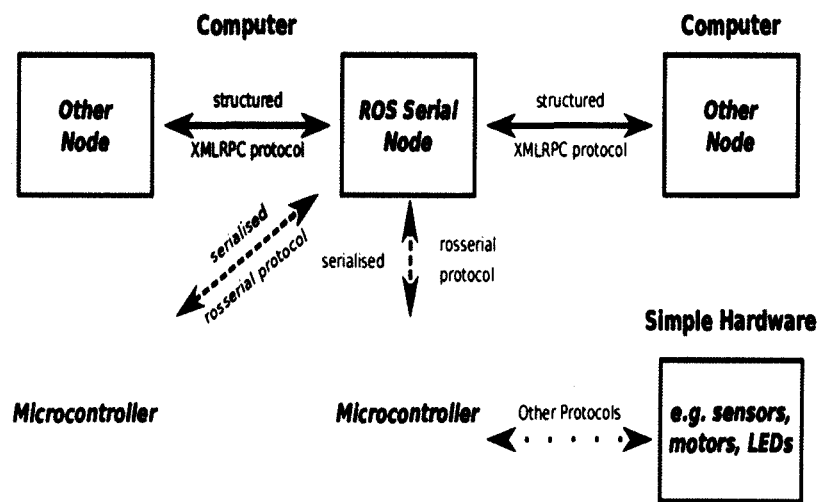 Computer
Computer
Other
Node
structured
XMLRPC protocol
ROS Serial
Node
structured
XMLRPC protocol
Other
Node
serialised
rosserial protocol
serialised
rosserial
protocol
Simple Hardware
Microcontroller
Microcontroller
Other Protocols
e.g. sensors,
motors, LEDs